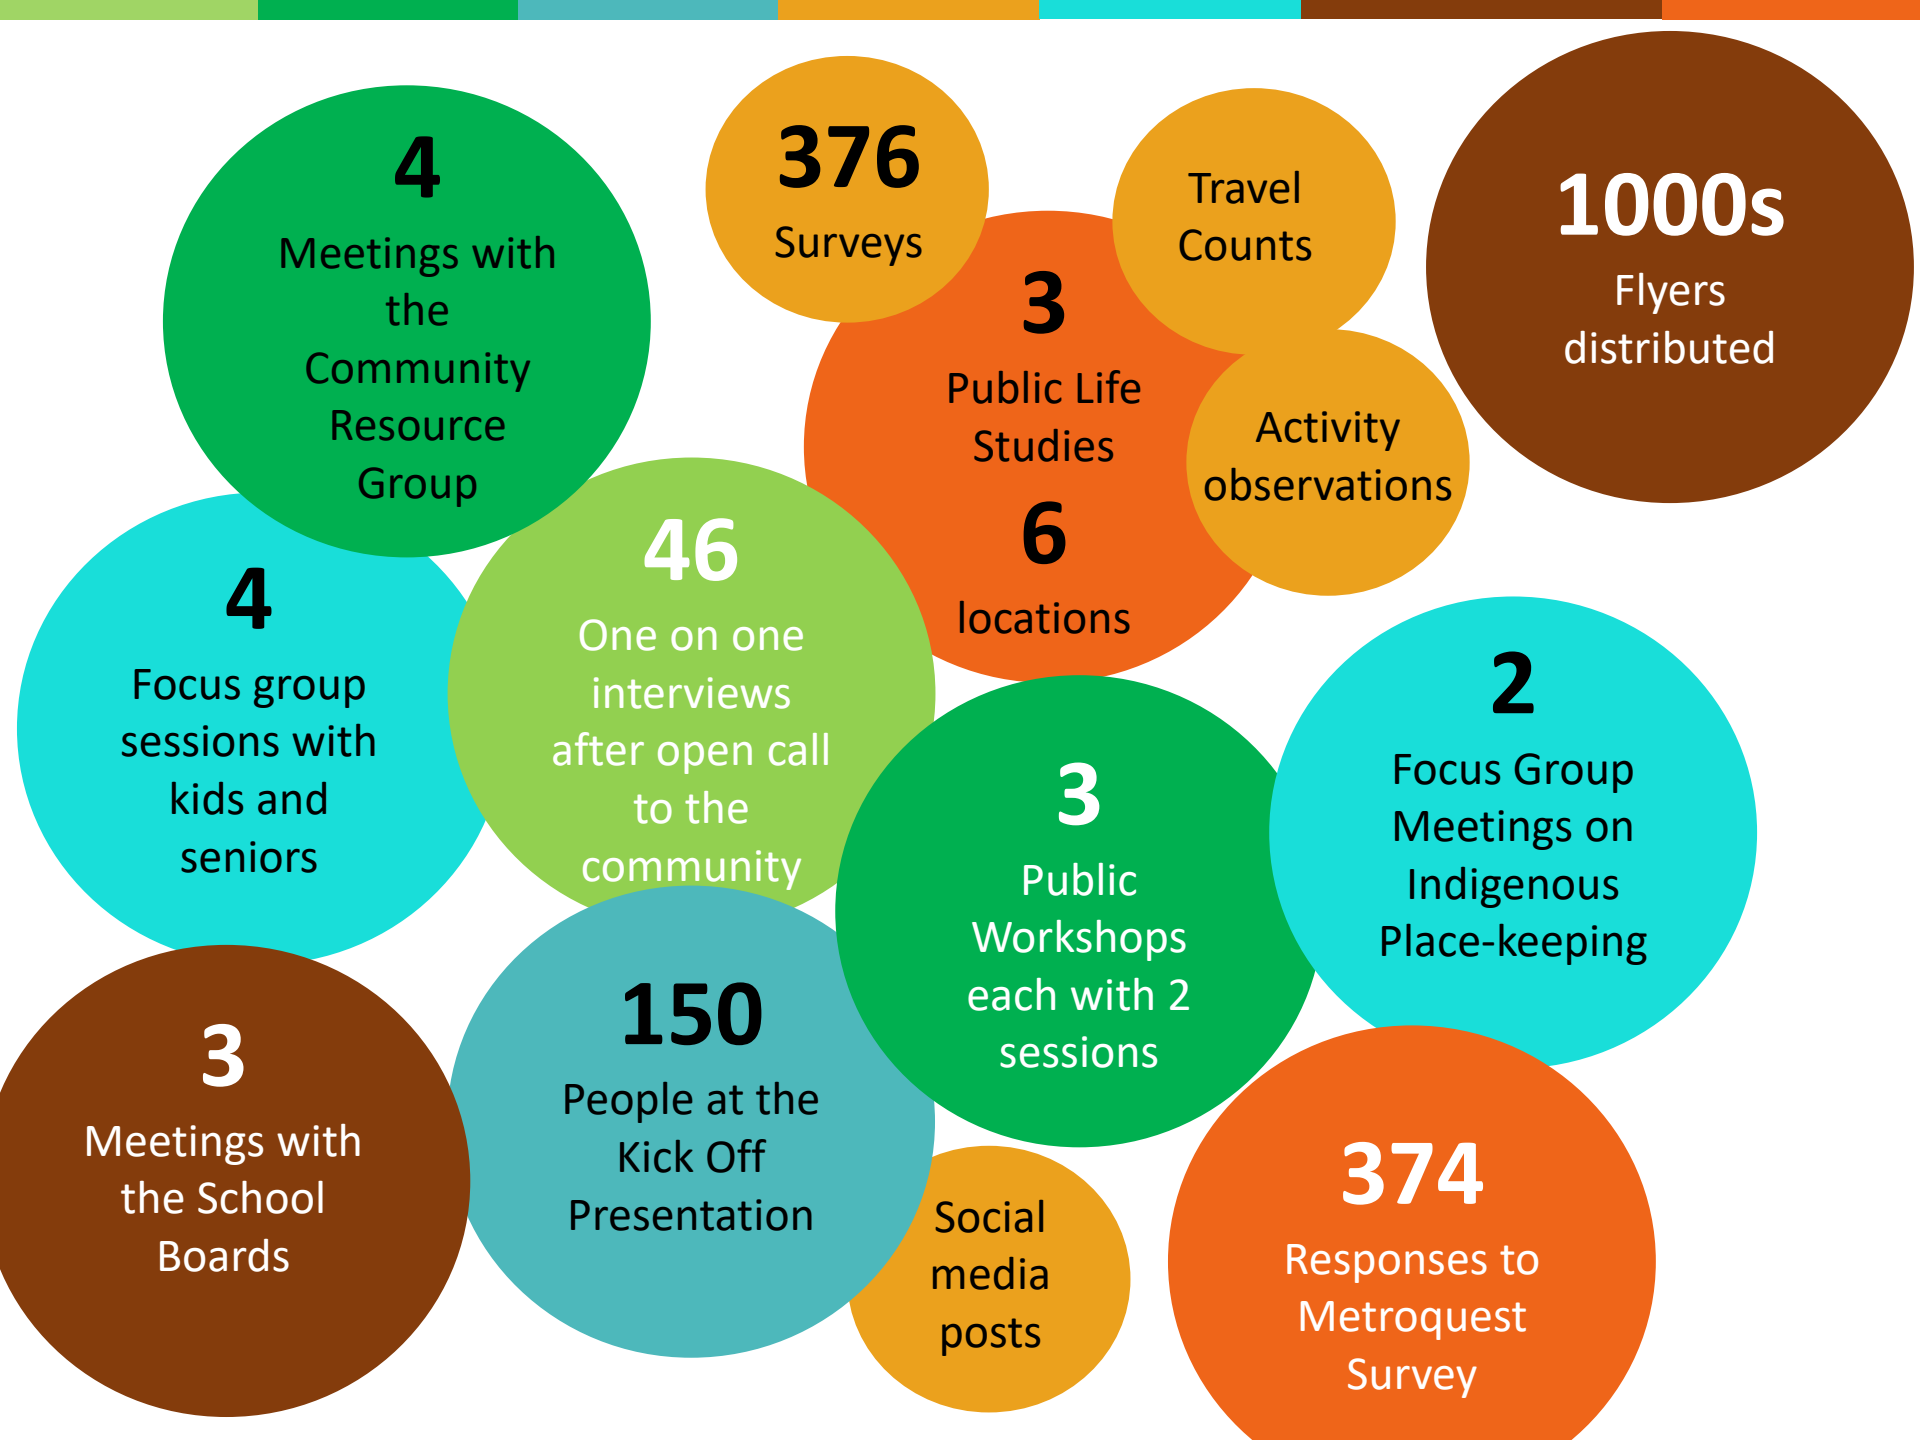 4
Meetings with
the
Community
Resource
Group
376
Surveys
Travel
Counts
1000s
Flyers
distributed
3
Public Life
Studies
6
locations
Activity
observations
4
Focus group
sessions with
kids and
seniors
46
One on one
interviews
after open call
to the
community
3
Public
Workshops
each with 2
sessions
2
Focus Group
Meetings on
Indigenous
Place-keeping
3
Meetings with
the School
Boards
150
People at the
Kick Off
Presentation
Social
media
posts
374
Responses to
Metroquest
Survey